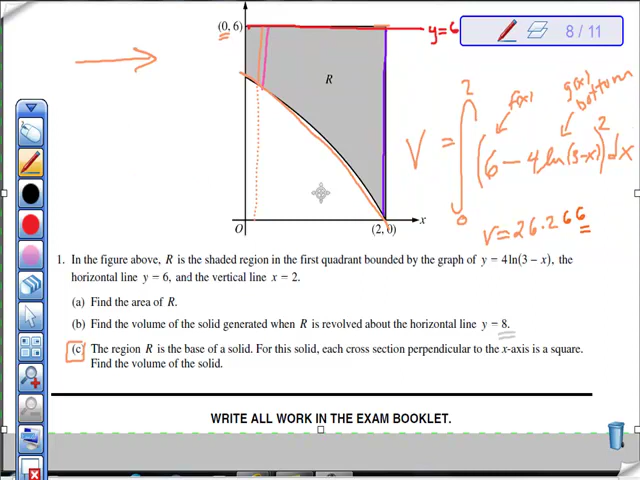 (0, 6)
y=6
8 / 11
R
f(x)
g(x)
bottom
V = ∫₀² (6 - 4ln(3-x))² dx
V = 26.266
O
(2, 0)
x
1. In the figure above, R is the shaded region in the first quadrant bounded by the graph of y = 4 ln(3 − x), the
horizontal line y = 6, and the vertical line x = 2.
(a) Find the area of R.
(b) Find the volume of the solid generated when R is revolved about the horizontal line y = 8.
(c The region R is the base of a solid. For this solid, each cross section perpendicular to the x-axis is a square.
Find the volume of the solid.
WRITE ALL WORK IN THE EXAM BOOKLET.